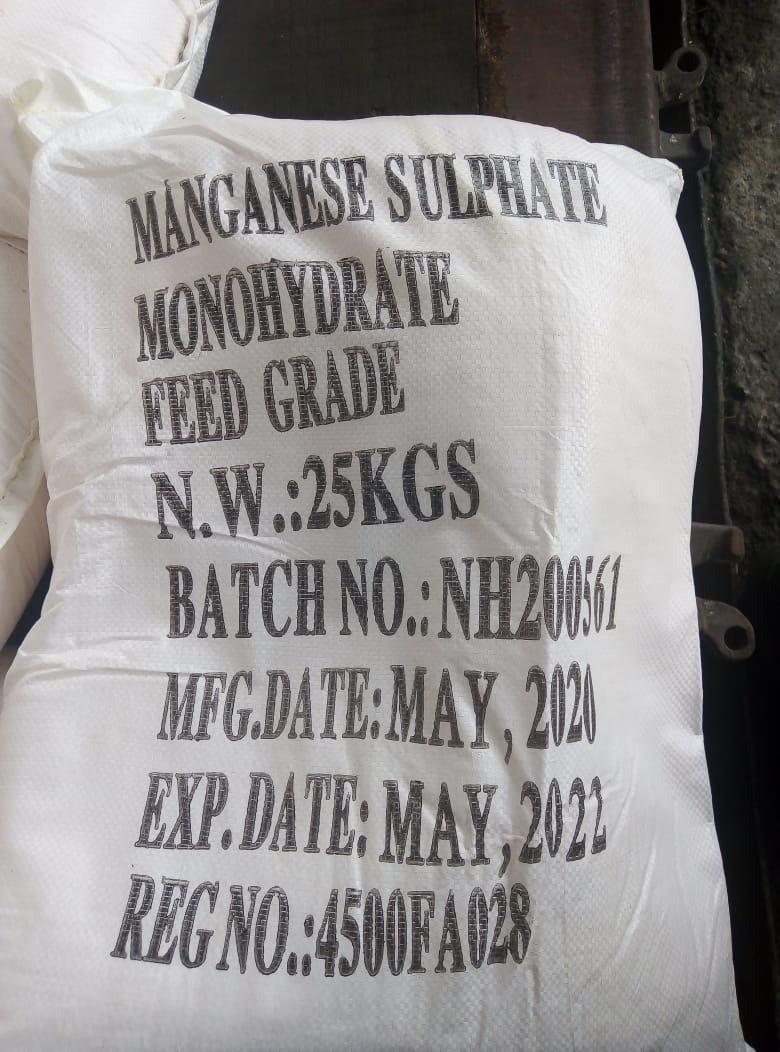 MANGANESE SULPHATE
MONOHYDRATE
FEED GRADE
N.W.:25KGS
BATCH NO.: NH200561
MFG.DATE: MAY, 2020
EXP. DATE: MAY, 2022
REG NO.:4500FA028